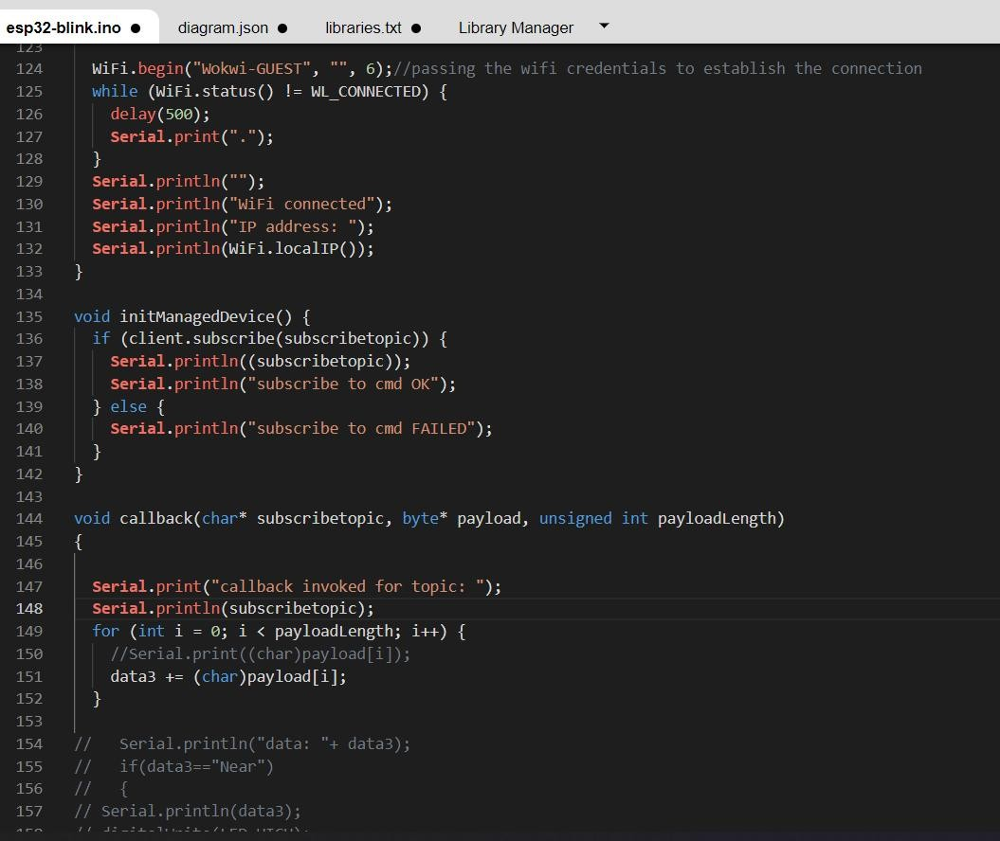 esp32-blink.ino ● diagram.json ● libraries.txt ● Library Manager
123
124 WiFi.begin("Wokwi-GUEST", "", 6);//passing the wifi credentials to establish the connection
125 while (WiFi.status() != WL_CONNECTED) {
126 delay(500);
127 Serial.print(".");
128 }
129 Serial.println("");
130 Serial.println("WiFi connected");
131 Serial.println("IP address: ");
132 Serial.println(WiFi.localIP());
133 }
134
135 void initManagedDevice() {
136 if (client.subscribe(subscribetopic)) {
137 Serial.println((subscribetopic));
138 Serial.println("subscribe to cmd OK");
139 } else {
140 Serial.println("subscribe to cmd FAILED");
141 }
142 }
143
144 void callback(char* subscribetopic, byte* payload, unsigned int payloadLength)
145 {
146
147 Serial.print("callback invoked for topic: ");
148 Serial.println(subscribetopic);
149 for (int i = 0; i < payloadLength; i++) {
150 //Serial.print((char)payload[i]);
151 data3 += (char)payload[i];
152 }
153
154 // Serial.println("data: "+ data3);
155 // if(data3=="Near")
156 // {
157 // Serial.println(data3);
158 // digitalWrite(LED,HIGH);